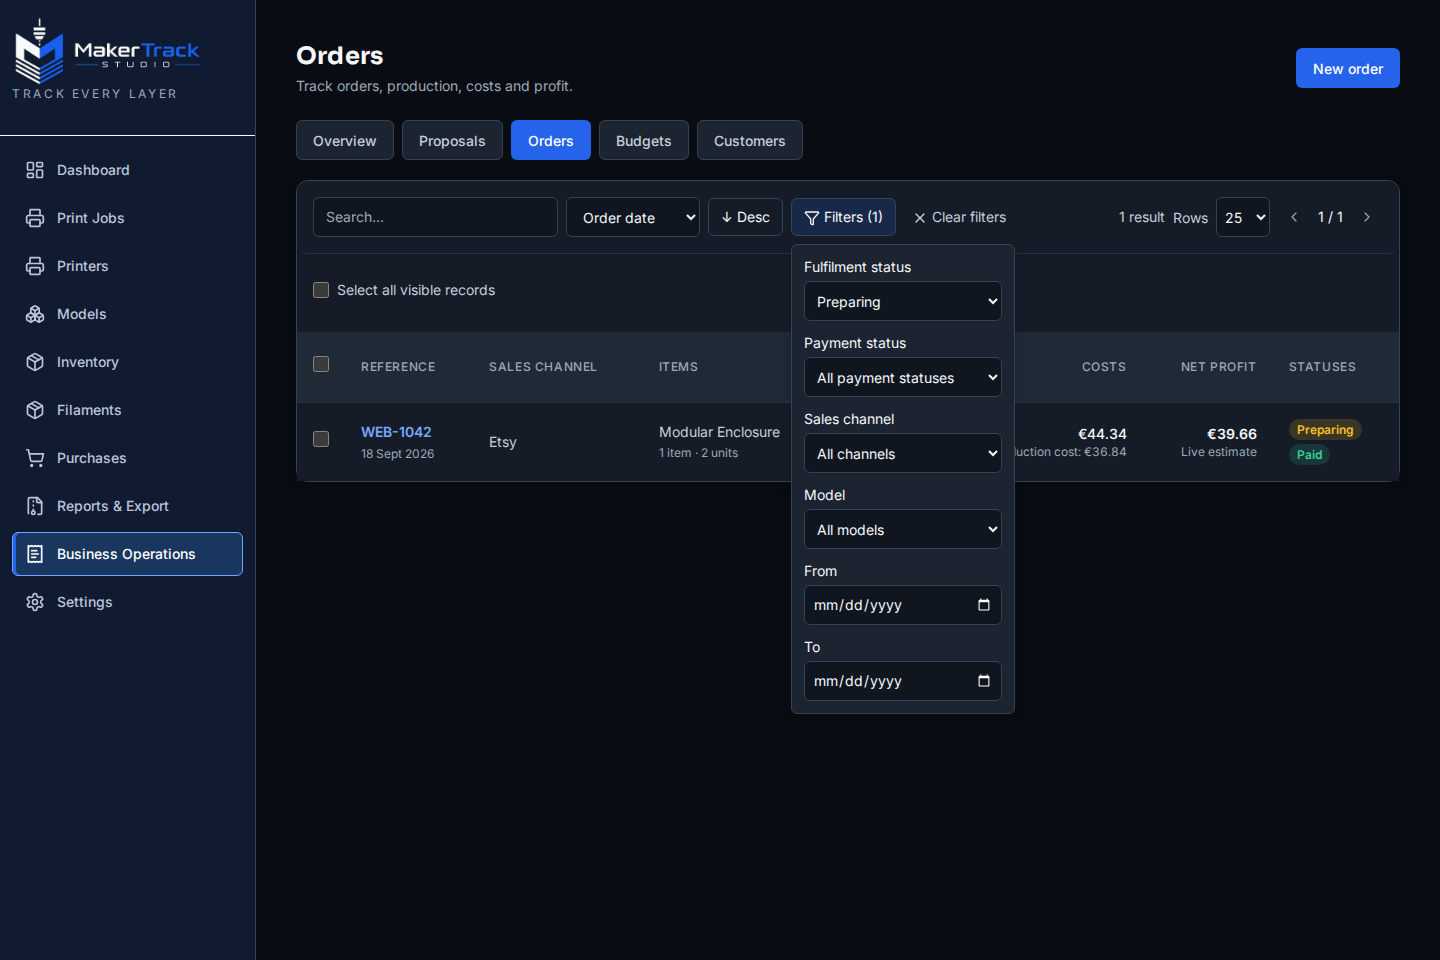 MakerTrack
STUDIO
TRACK EVERY LAYER
Dashboard
Print Jobs
Printers
Models
Inventory
Filaments
Purchases
Reports & Export
Business Operations
Settings
Orders
Track orders, production, costs and profit.
New order
Overview
Proposals
Orders
Budgets
Customers
Search...
Order date
↓ Desc
Filters (1)
Clear filters
1 result
Rows
25
1 / 1
Select all visible records
Fulfilment status
Preparing
Payment status
All payment statuses
Sales channel
All channels
Model
All models
From
mm/dd/yyyy
To
mm/dd/yyyy
REFERENCE
SALES CHANNEL
ITEMS
COSTS
NET PROFIT
STATUSES
WEB-1042
18 Sept 2026
Etsy
Modular Enclosure
1 item · 2 units
€44.34
cost: €36.84
€39.66
Live estimate
Preparing
Paid